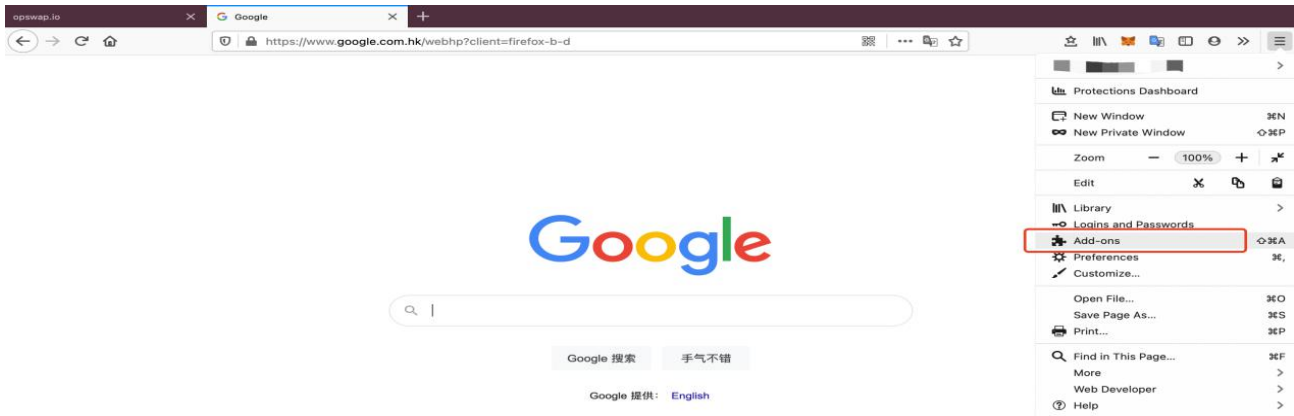 opswap.io
Google
https://www.google.com.hk/webhp?client=firefox-b-d
Protections Dashboard
New Window ⌘N
New Private Window ⇧⌘P
Zoom 100%
Edit
Library
Logins and Passwords
Add-ons ⇧⌘A
Preferences ⌘,
Customize...
Open File... ⌘O
Save Page As... ⌘S
Print... ⌘P
Find in This Page... ⌘F
More
Web Developer
Help
Google
Google 搜索 手气不错
Google 提供： English